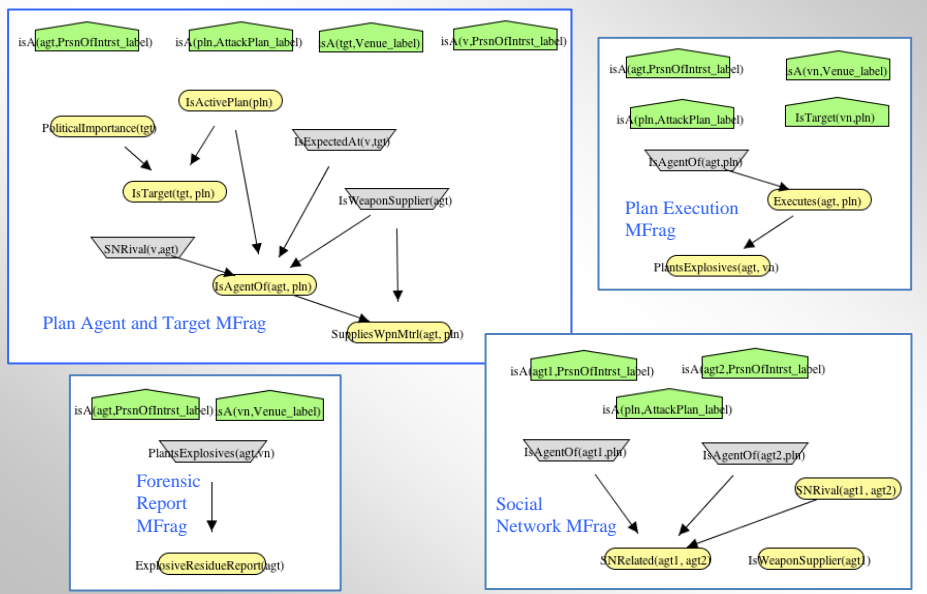 isA(agt,PrsnOfIntrst_label)
isA(pln,AttackPlan_label)
isA(tgt,Venue_label)
isA(v,PrsnOfIntrst_label)
IsActivePlan(pln)
PoliticalImportance(tgt)
IsExpectedAt(v,tgt)
IsTarget(tgt, pln)
IsWeaponSupplier(agt)
SNRival(v,agt)
IsAgentOf(agt, pln)
Plan Agent and Target MFrag
SuppliesWpnMtrl(agt, pln)
isA(agt,PrsnOfIntrst_label)
isA(vn,Venue_label)
isA(pln,AttackPlan_label)
IsTarget(vn,pln)
IsAgentOf(agt,pln)
Executes(agt, pln)
Plan Execution
MFrag
PlantsExplosives(agt, vn)
isA(agt,PrsnOfIntrst_label)
isA(vn,Venue_label)
PlantsExplosives(agt,vn)
Forensic
Report
MFrag
ExplosiveResidueReport(agt)
isA(agt1,PrsnOfIntrst_label)
isA(agt2,PrsnOfIntrst_label)
isA(pln,AttackPlan_label)
IsAgentOf(agt1,pln)
IsAgentOf(agt2,pln)
SNRival(agt1, agt2)
Social
Network MFrag
SNRelated(agt1, agt2)
IsWeaponSupplier(agt1)